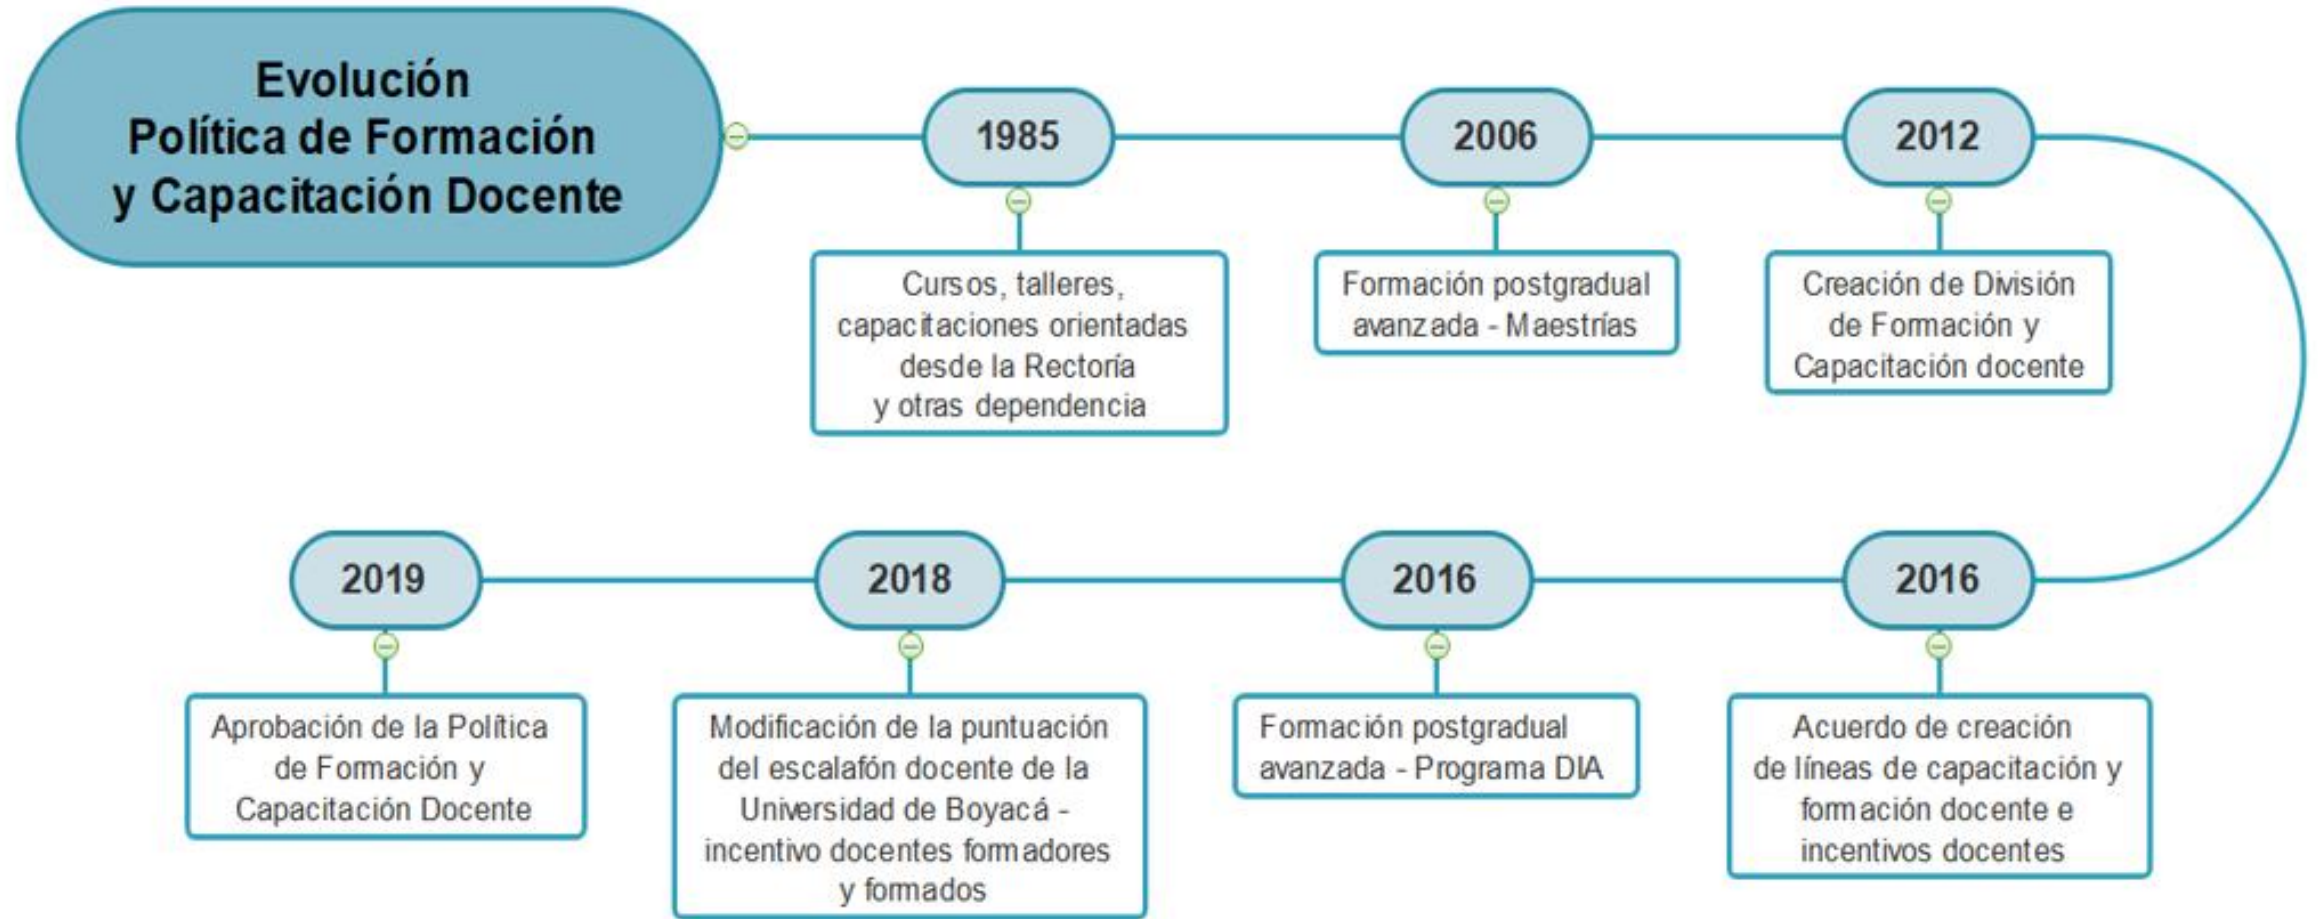 Evolución
Política de Formación
y Capacitación Docente
1985
Cursos, talleres,
capacitaciones orientadas
desde la Rectoría
y otras dependencia
2006
Formación postgradual
avanzada - Maestrías
2012
Creación de División
de Formación y
Capacitación docente
2016
Acuerdo de creación
de líneas de capacitación y
formación docente e
incentivos docentes
2016
Formación postgradual
avanzada - Programa DIA
2018
Modificación de la puntuación
del escalafón docente de la
Universidad de Boyacá -
incentivo docentes formadores
y formados
2019
Aprobación de la Política
de Formación y
Capacitación Docente